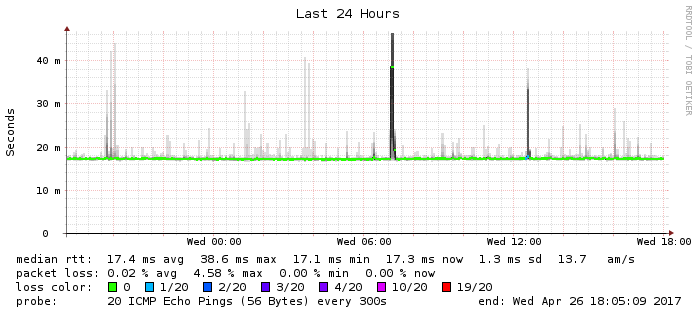 Last 24 Hours
RRDTOOL / TOBI OETIKER
Seconds
40 m
30 m
20 m
10 m
0
Wed 00:00 Wed 06:00 Wed 12:00 Wed 18:00
median rtt: 17.4 ms avg 38.6 ms max 17.1 ms min 17.3 ms now 1.3 ms sd 13.7 am/s
packet loss: 0.02 % avg 4.58 % max 0.00 % min 0.00 % now
loss color: 0 1/20 2/20 3/20 4/20 10/20 19/20
probe: 20 ICMP Echo Pings (56 Bytes) every 300s end: Wed Apr 26 18:05:09 2017